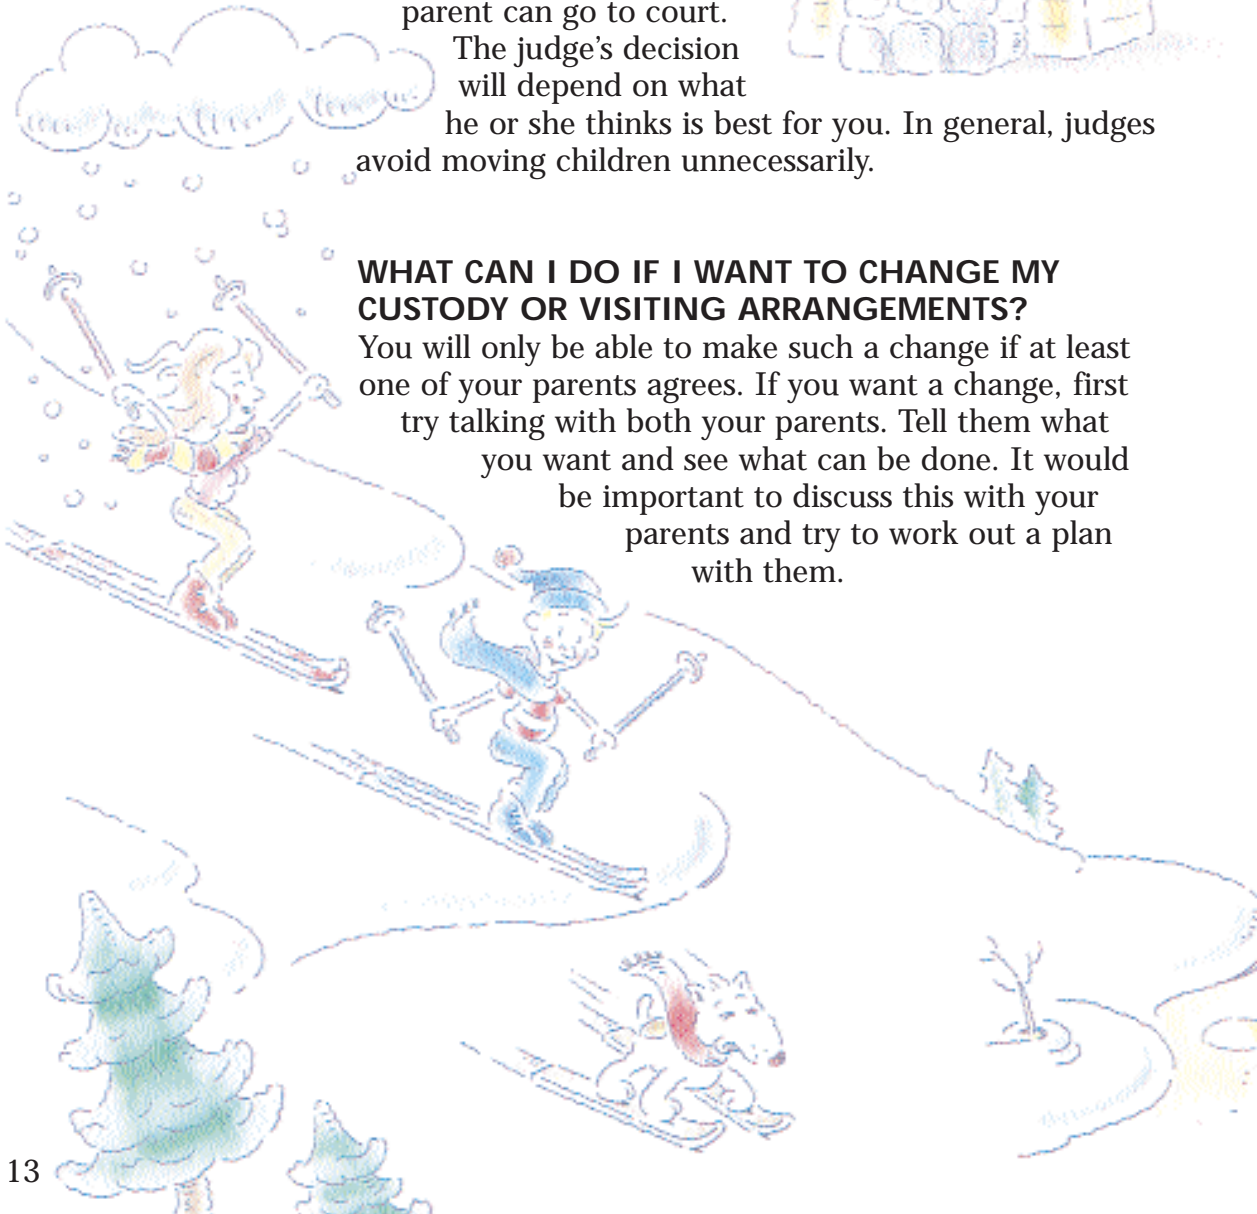 parent can go to court.
The judge’s decision
will depend on what
he or she thinks is best for you. In general, judges
avoid moving children unnecessarily.
WHAT CAN I DO IF I WANT TO CHANGE MY
CUSTODY OR VISITING ARRANGEMENTS?
You will only be able to make such a change if at least
one of your parents agrees. If you want a change, first
try talking with both your parents. Tell them what
you want and see what can be done. It would
be important to discuss this with your
parents and try to work out a plan
with them.
13